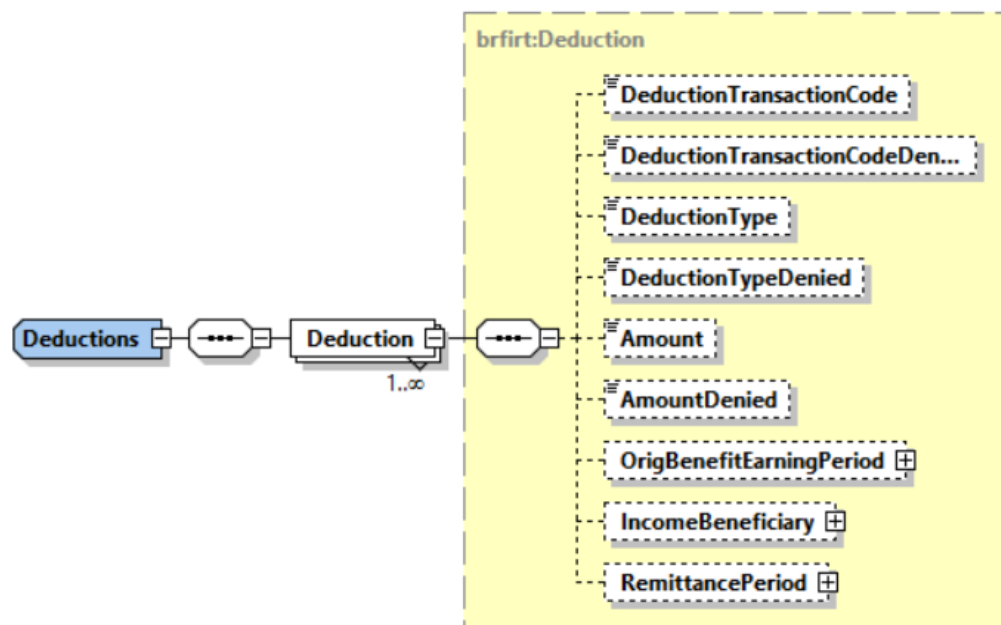 brfirt:Deduction
DeductionTransactionCode
DeductionTransactionCodeDen...
DeductionType
DeductionTypeDenied
Deductions
Deduction
1..∞
Amount
AmountDenied
OrigBenefitEarningPeriod
IncomeBeneficiary
RemittancePeriod